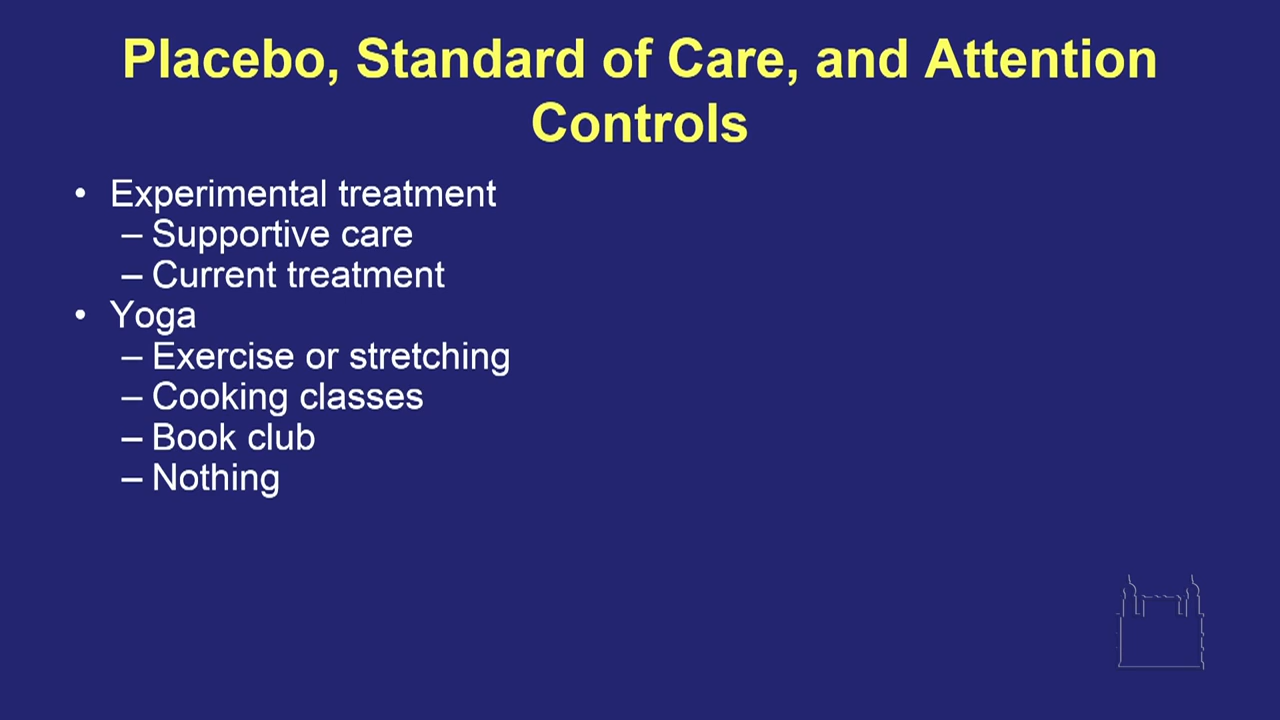 Placebo, Standard of Care, and Attention
Controls
• Experimental treatment
– Supportive care
– Current treatment
• Yoga
– Exercise or stretching
– Cooking classes
– Book club
– Nothing